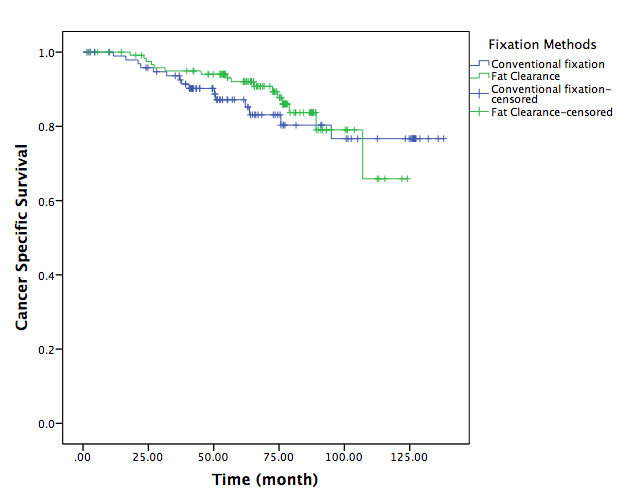 Fixation Methods
Conventional fixation
Fat Clearance
Conventional fixation-
censored
Fat Clearance-censored
Cancer Specific Survival
1.0
0.8
0.6
0.4
0.2
0.0
.00
25.00
50.00
75.00
100.00
125.00
Time (month)